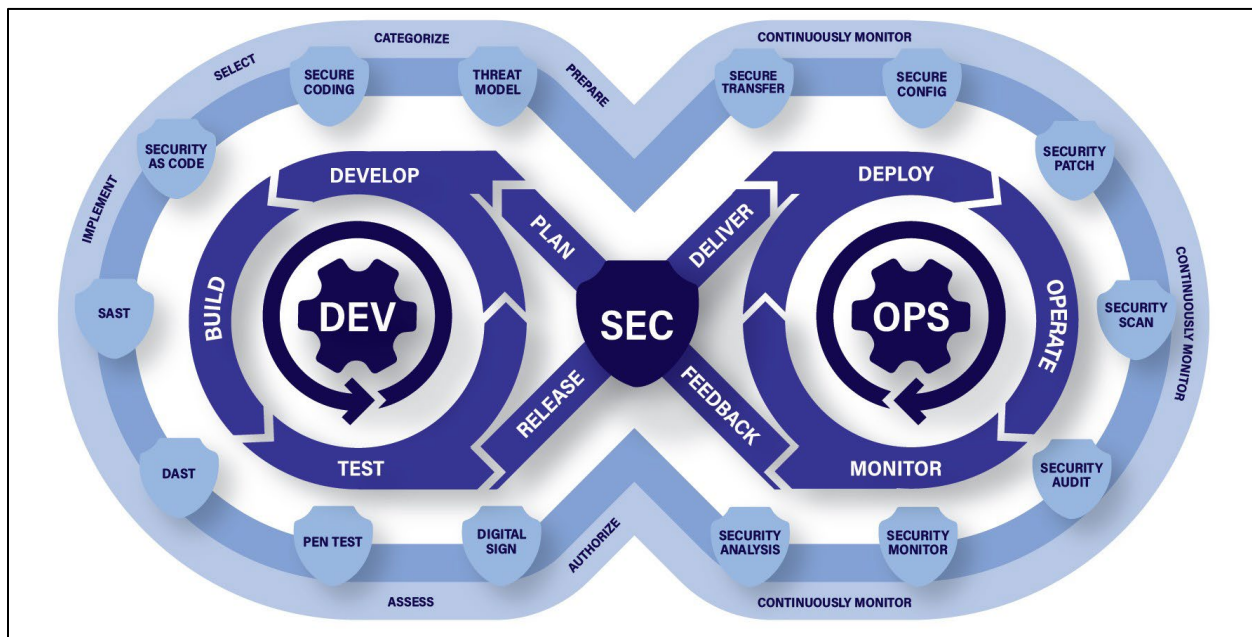 CATEGORIZE
CONTINUOUSLY MONITOR
SELECT
PREPARE
SECURE
CODING
THREAT
MODEL
SECURE
TRANSFER
SECURE
CONFIG
SECURITY
AS CODE
SECURITY
PATCH
IMPLEMENT
DEVELOP
PLAN
DELIVER
DEPLOY
BUILD
DEV
SEC
OPS
OPERATE
CONTINUOUSLY MONITOR
SAST
SECURITY
SCAN
RELEASE
FEEDBACK
TEST
MONITOR
DAST
SECURITY
AUDIT
PEN TEST
DIGITAL
SIGN
AUTHORIZE
SECURITY
ANALYSIS
SECURITY
MONITOR
ASSESS
CONTINUOUSLY MONITOR